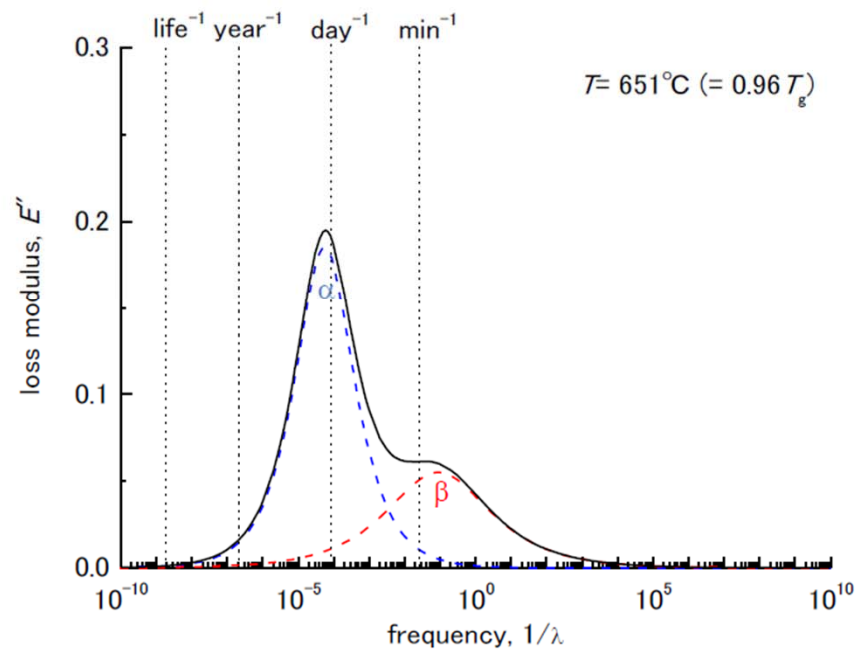 life⁻¹ year⁻¹ day⁻¹ min⁻¹
0.3
T= 651°C (= 0.96 Tg)
0.2
α
loss modulus, E″
0.1
β
0.0
10⁻¹⁰ 10⁻⁵ 10⁰ 10⁵ 10¹⁰
frequency, 1/λ